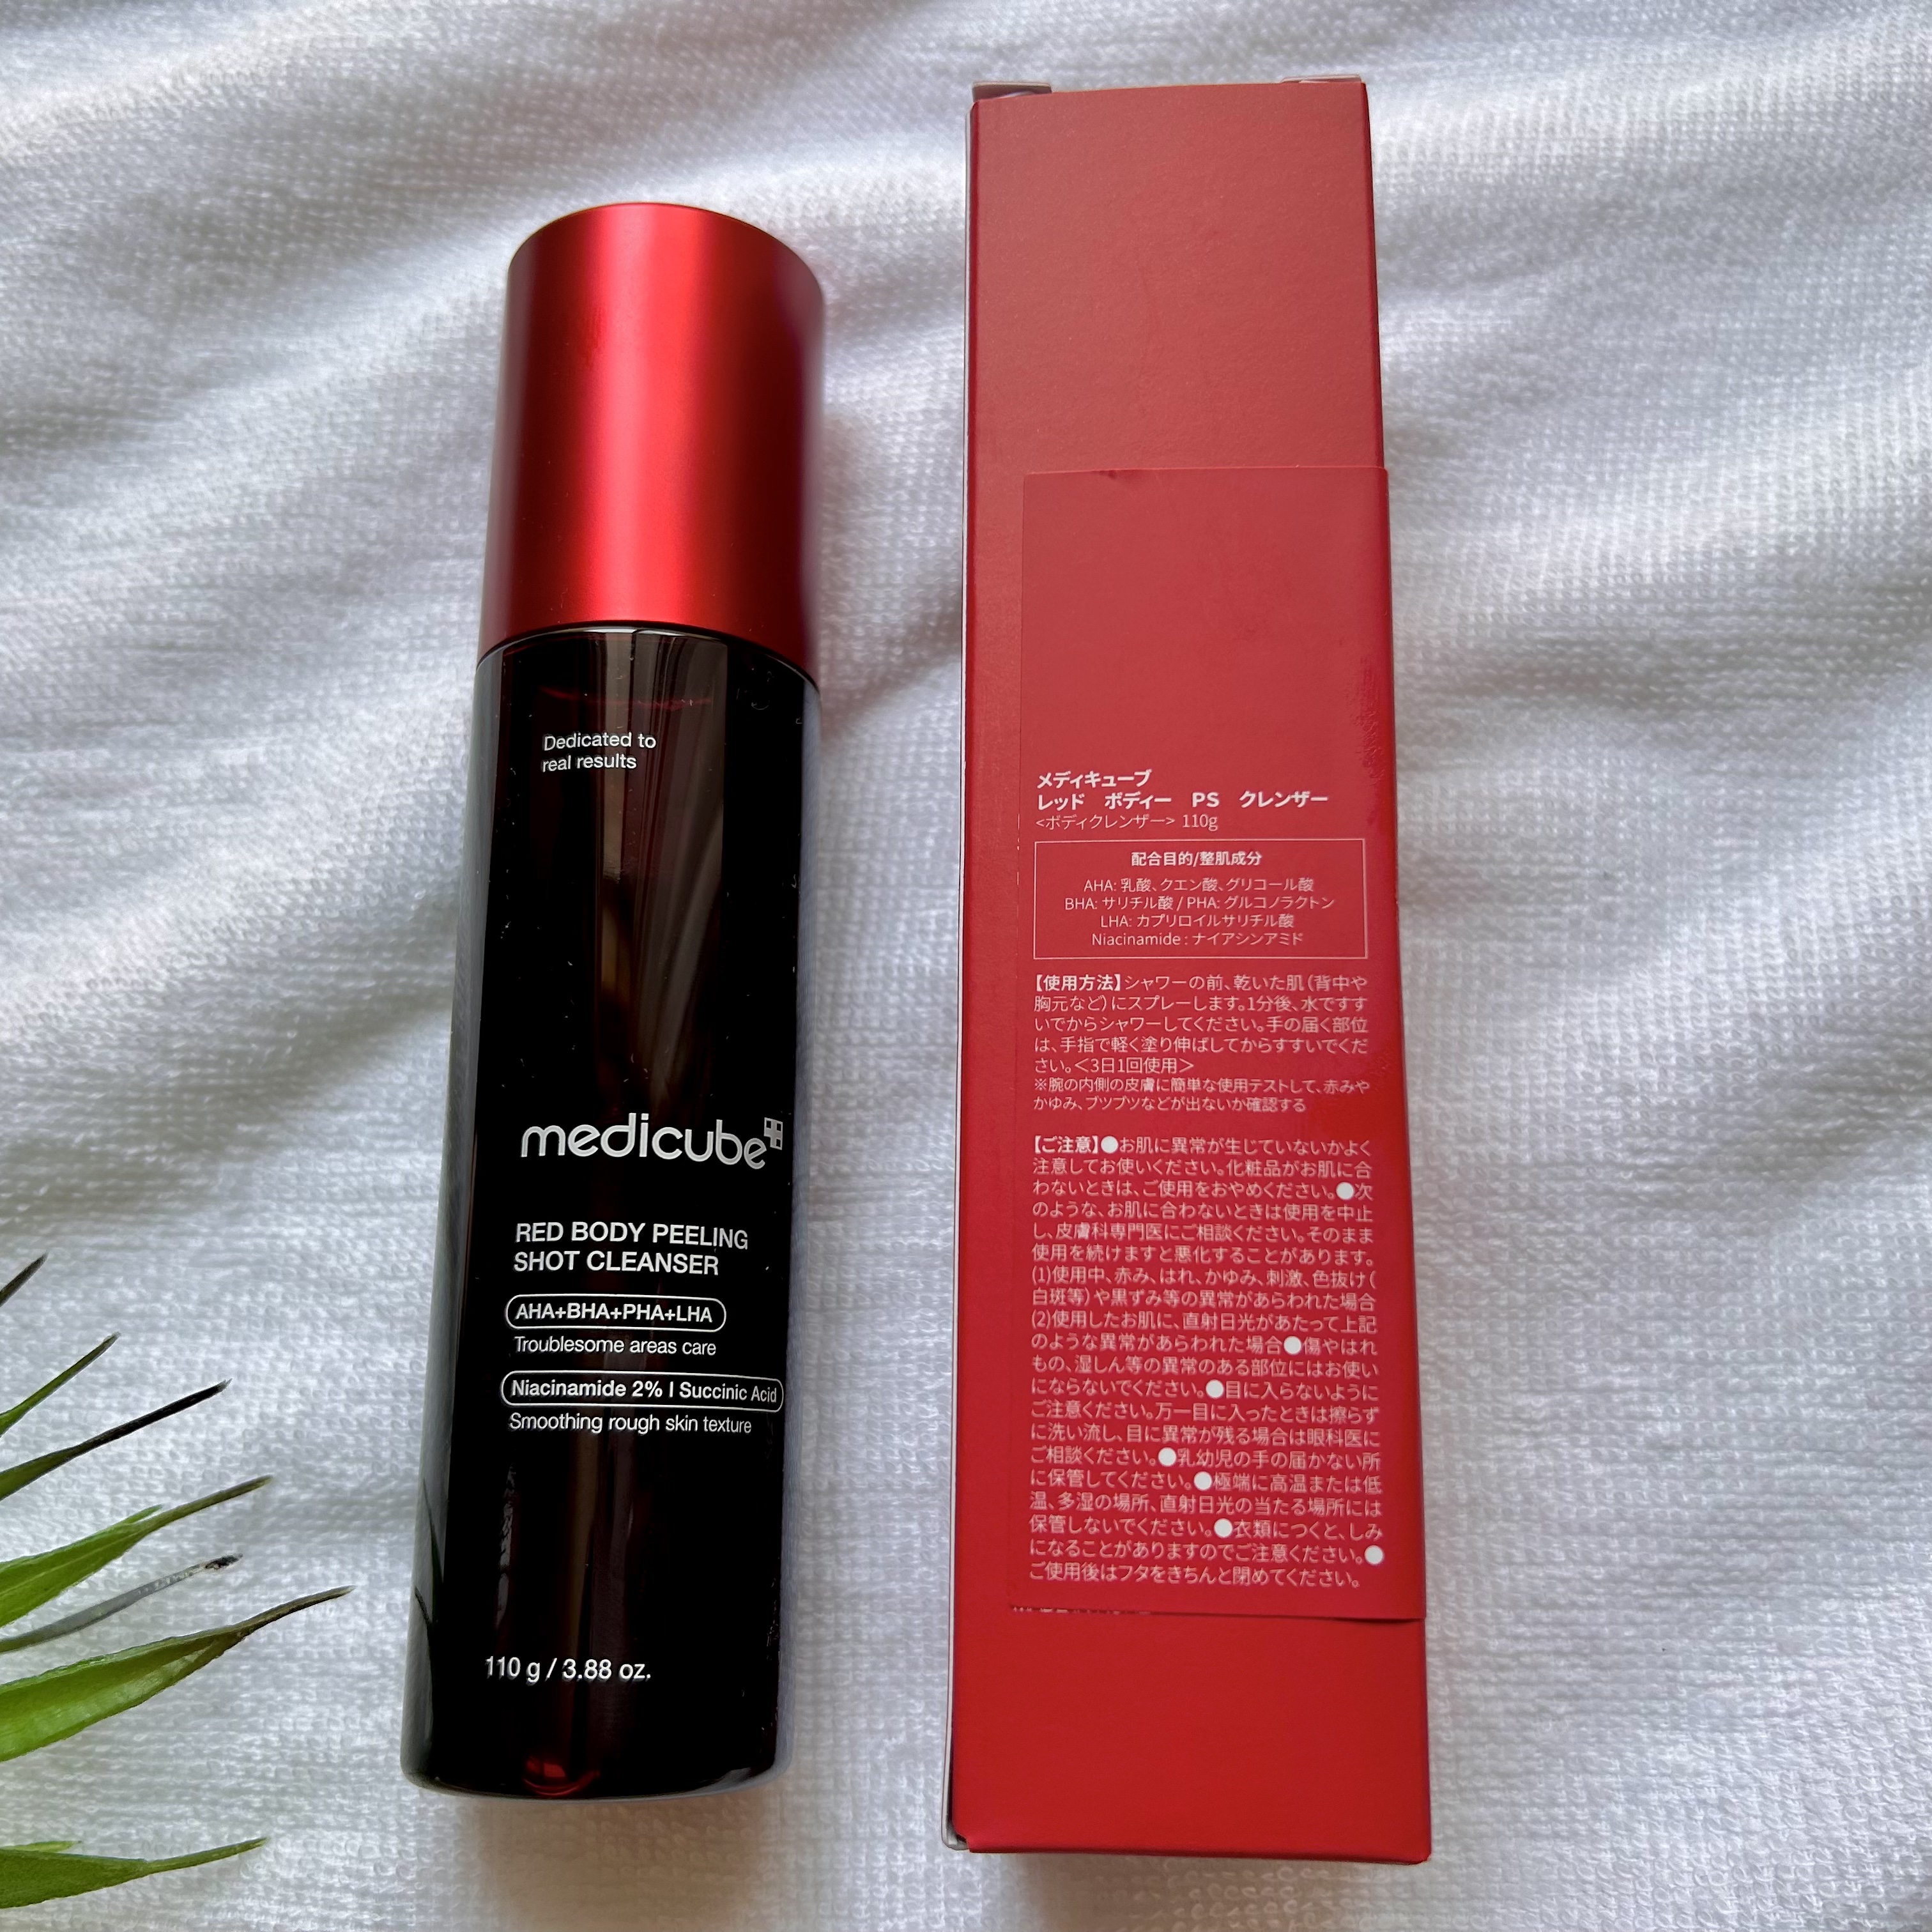 Dedicated to
real results
medicube
RED BODY PEELING
SHOT CLEANSER
AHA+BHA+PHA+LHA
Troublesome areas care
Niacinamide 2% | Succinic Acid
Smoothing rough skin texture
110 g / 3.88 oz.
メディキューブ
レッド　ボディー　PS　クレンザー
<ボディクレンザー> 110g
配合目的/整肌成分
AHA: 乳酸、クエン酸、グリコール酸
BHA: サリチル酸 / PHA: グルコノラクトン
LHA: カプリロイルサリチル酸
Niacinamide : ナイアシンアミド
【使用方法】シャワーの前、乾いた肌（背中や
胸元など）にスプレーします。1分後、水ですす
いでからシャワーしてください。手の届く部位
は、手指で軽く塗り伸ばしてからすすいでくだ
さい。＜3日1回使用＞
※腕の内側の皮膚に簡単な使用テストして、赤みや
かゆみ、ブツブツなどが出ないか確認する
【ご注意】●お肌に異常が生じていないかよく
注意してお使いください。化粧品がお肌に合
わないときは、ご使用をおやめください。●次
のような、お肌に合わないときは使用を中止
し、皮膚科専門医にご相談ください。そのまま
使用を続けますと悪化することがあります。
(1)使用中、赤み、はれ、かゆみ、刺激、色抜け（
白斑等）や黒ずみ等の異常があらわれた場合
(2)使用したお肌に、直射日光があたって上記
のような異常があらわれた場合●傷やはれ
もの、湿しん等の異常のある部位にはお使い
にならないでください。●目に入らないように
ご注意ください。万一目に入ったときは擦らず
に洗い流し、目に異常が残る場合は眼科医に
ご相談ください。●乳幼児の手の届かない所
に保管してください。●極端に高温または低
温、多湿の場所、直射日光の当たる場所には
保管しないでください。●衣類につくと、しみ
になることがありますのでご注意ください。●
ご使用後はフタをきちんと閉めてください。